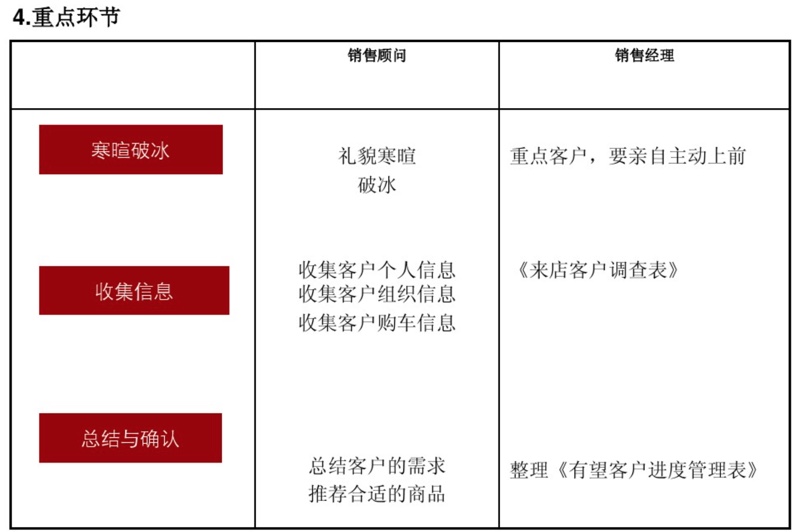 4.重点环节
销售顾问
销售经理
寒暄破冰
礼貌寒暄
破冰
重点客户，要亲自主动上前
收集信息
收集客户个人信息
收集客户组织信息
收集客户购车信息
《来店客户调查表》
总结与确认
总结客户的需求
推荐合适的商品
整理《有望客户进度管理表》